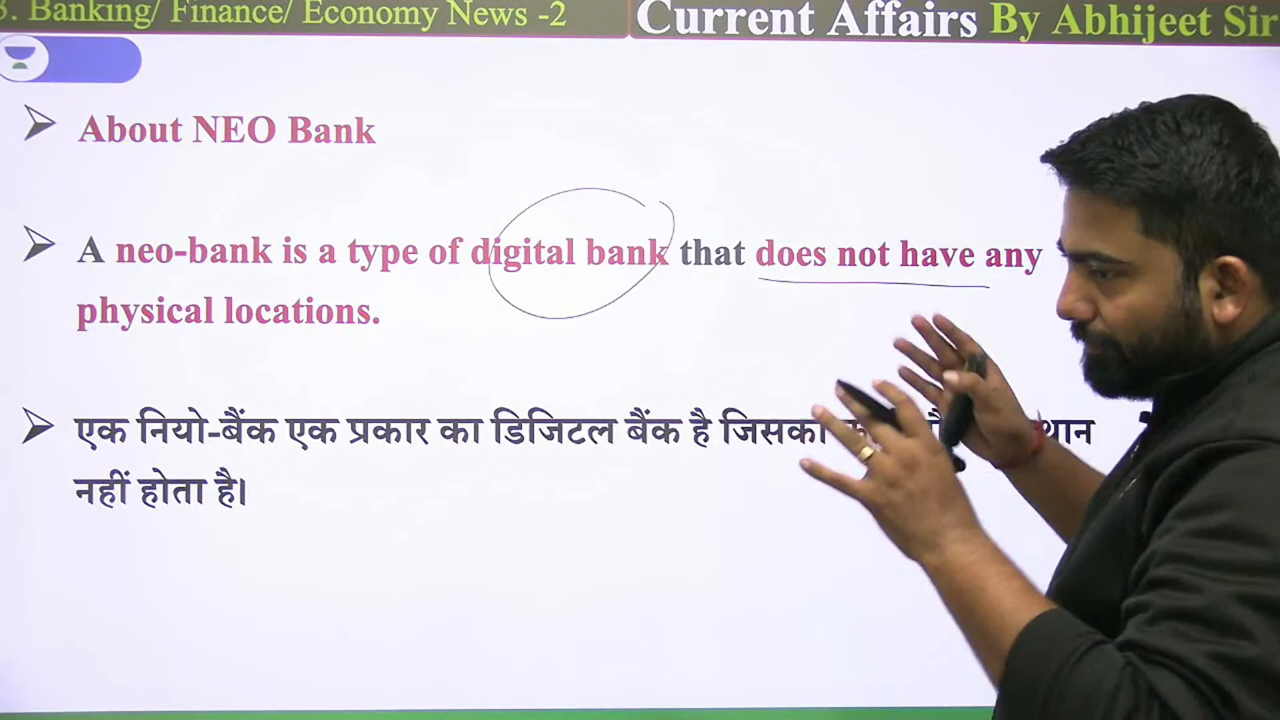 3. Banking/ Finance/ Economy News -2
Current Affairs By Abhijeet Sir
About NEO Bank
A neo-bank is a type of digital bank that does not have any
physical locations.
एक नियो-बैंक एक प्रकार का डिजिटल बैंक है जिसका
नहीं होता है।